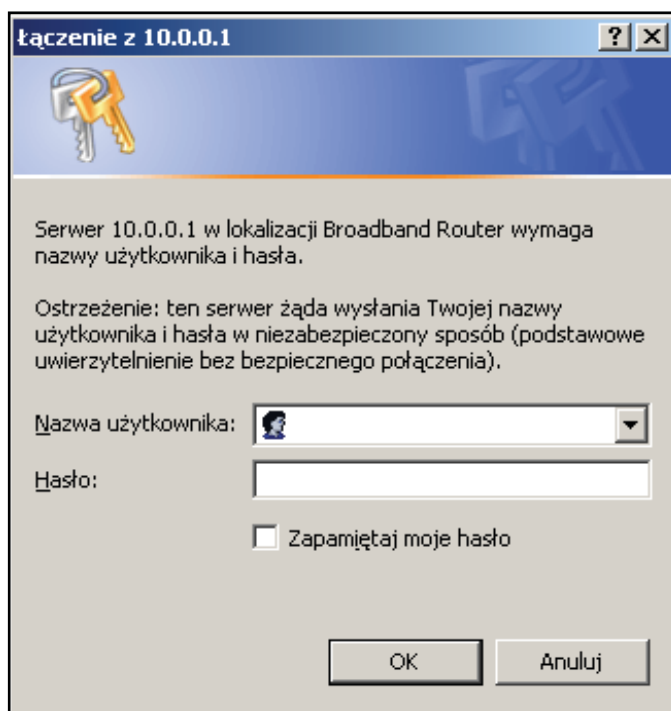 Łączenie z 10.0.0.1
Serwer 10.0.0.1 w lokalizacji Broadband Router wymaga
nazwy użytkownika i hasła.
Ostrzeżenie: ten serwer żąda wysłania Twojej nazwy
użytkownika i hasła w niezabezpieczony sposób (podstawowe
uwierzytelnienie bez bezpiecznego połączenia).
Nazwa użytkownika:
Hasło:
Zapamiętaj moje hasło
OK Anuluj